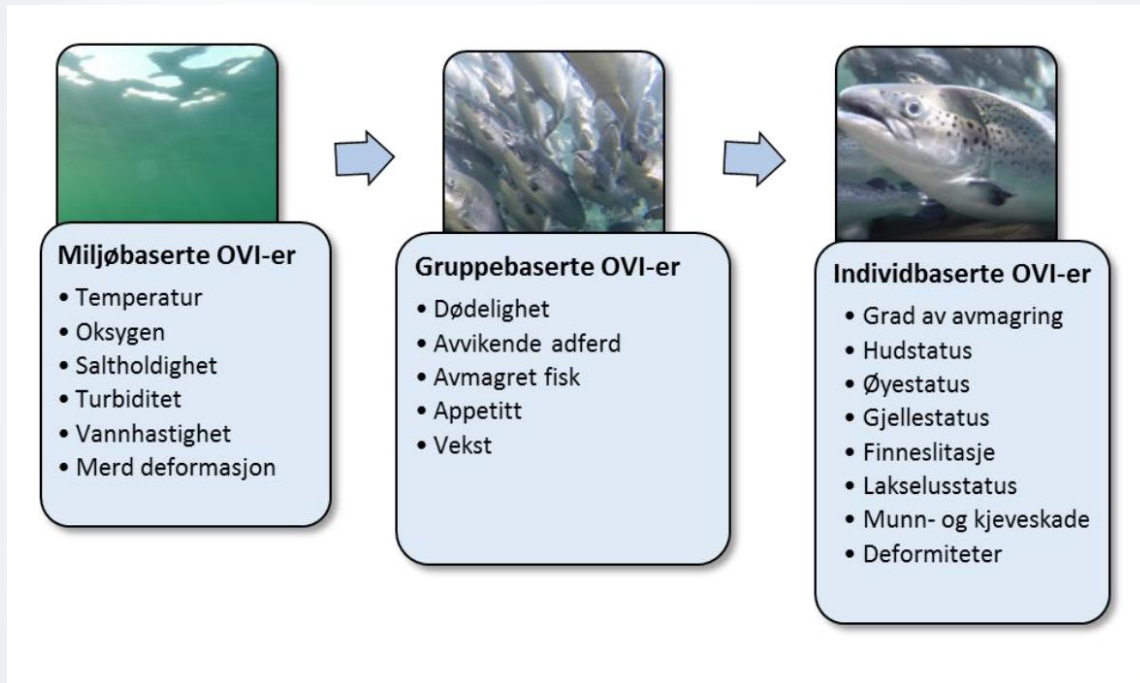 Miljøbaserte OVI-er
• Temperatur
• Oksygen
• Saltholdighet
• Turbiditet
• Vannhastighet
• Merd deformasjon
Gruppebaserte OVI-er
• Dødelighet
• Avvikende adferd
• Avmagret fisk
• Appetitt
• Vekst
Individbaserte OVI-er
• Grad av avmagring
• Hudstatus
• Øyestatus
• Gjellestatus
• Finneslitasje
• Lakselusstatus
• Munn- og kjeveskade
• Deformiteter